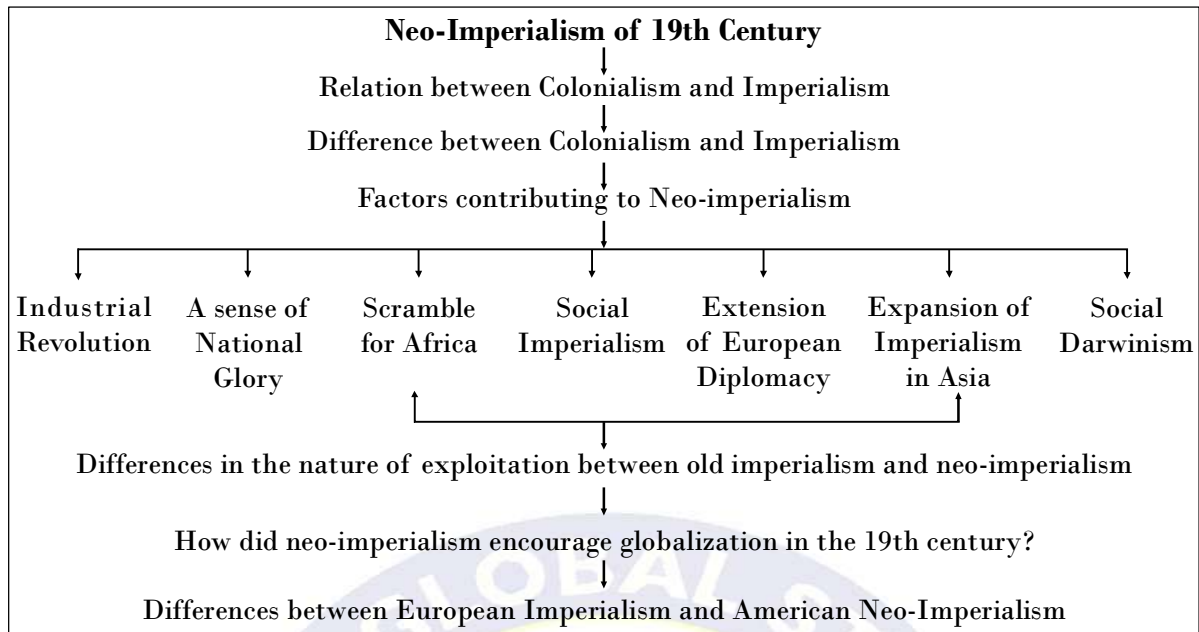 Neo-Imperialism of 19th Century
Relation between Colonialism and Imperialism
Difference between Colonialism and Imperialism
Factors contributing to Neo-imperialism
Industrial
Revolution
A sense of
National
Glory
Scramble
for Africa
Social
Imperialism
Extension
of European
Diplomacy
Expansion of
Imperialism
in Asia
Social
Darwinism
Differences in the nature of exploitation between old imperialism and neo-imperialism
How did neo-imperialism encourage globalization in the 19th century?
GLOBAL S
Differences between European Imperialism and American Neo-Imperialism